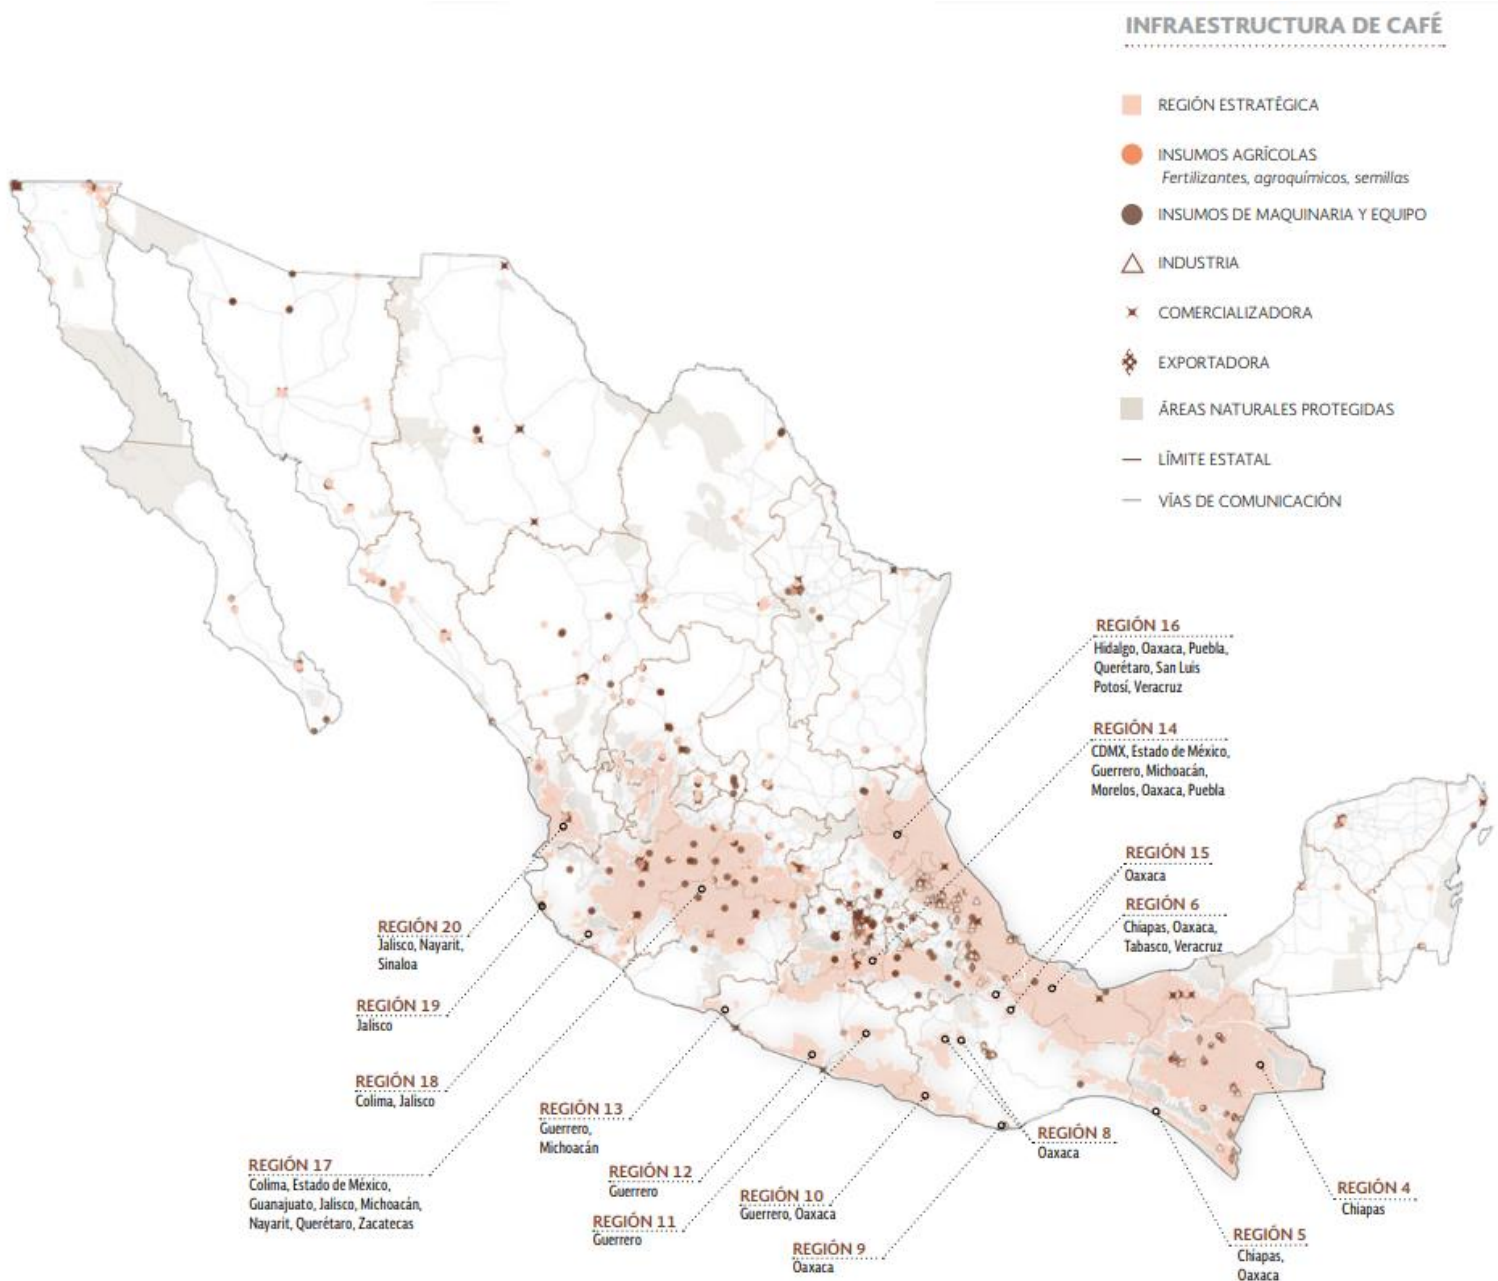 INFRAESTRUCTURA DE CAFÉ
REGIÓN ESTRATÉGICA
INSUMOS AGRÍCOLAS
Fertilizantes, agroquímicos, semillas
INSUMOS DE MAQUINARIA Y EQUIPO
INDUSTRIA
COMERCIALIZADORA
EXPORTADORA
ÁREAS NATURALES PROTEGIDAS
LÍMITE ESTATAL
VÍAS DE COMUNICACIÓN
REGIÓN 16
Hidalgo, Oaxaca, Puebla,
Querétaro, San Luis
Potosí, Veracruz
REGIÓN 14
CDMX, Estado de México,
Guerrero, Michoacán,
Morelos, Oaxaca, Puebla
REGIÓN 15
Oaxaca
REGIÓN 6
Chiapas, Oaxaca,
Tabasco, Veracruz
REGIÓN 20
Jalisco, Nayarit,
Sinaloa
REGIÓN 19
Jalisco
REGIÓN 18
Colima, Jalisco
REGIÓN 17
Colima, Estado de México,
Guanajuato, Jalisco, Michoacán,
Nayarit, Querétaro, Zacatecas
REGIÓN 13
Guerrero,
Michoacán
REGIÓN 12
Guerrero
REGIÓN 11
Guerrero
REGIÓN 10
Guerrero, Oaxaca
REGIÓN 9
Oaxaca
REGIÓN 8
Oaxaca
REGIÓN 4
Chiapas
REGIÓN 5
Chiapas,
Oaxaca